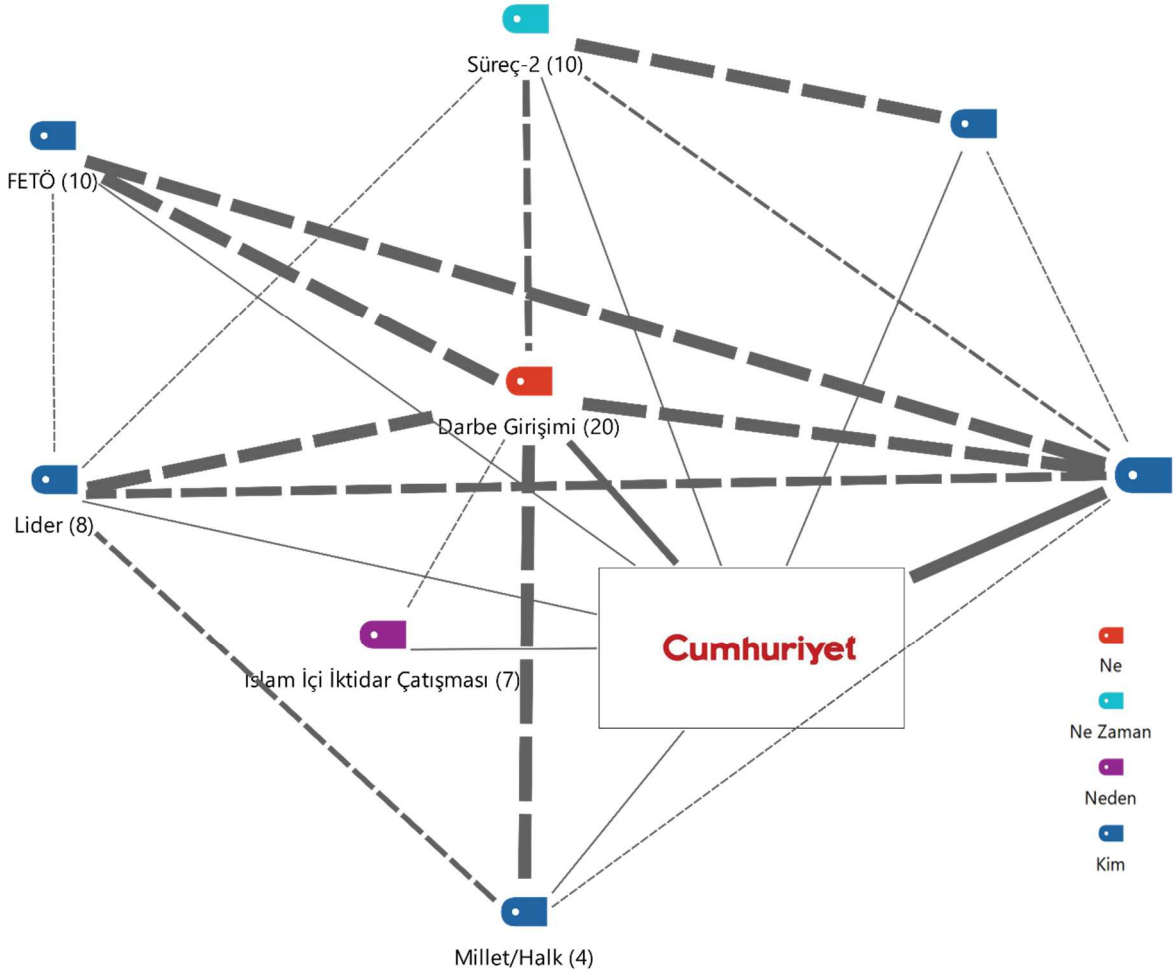 Süreç-2 (10)
FETÖ (10)
Darbe Girişimi (20)
Lider (8)
Cumhuriyet
İslam İçi İktidar Çatışması (7)
Millet/Halk (4)
Ne
Ne Zaman
Neden
Kim